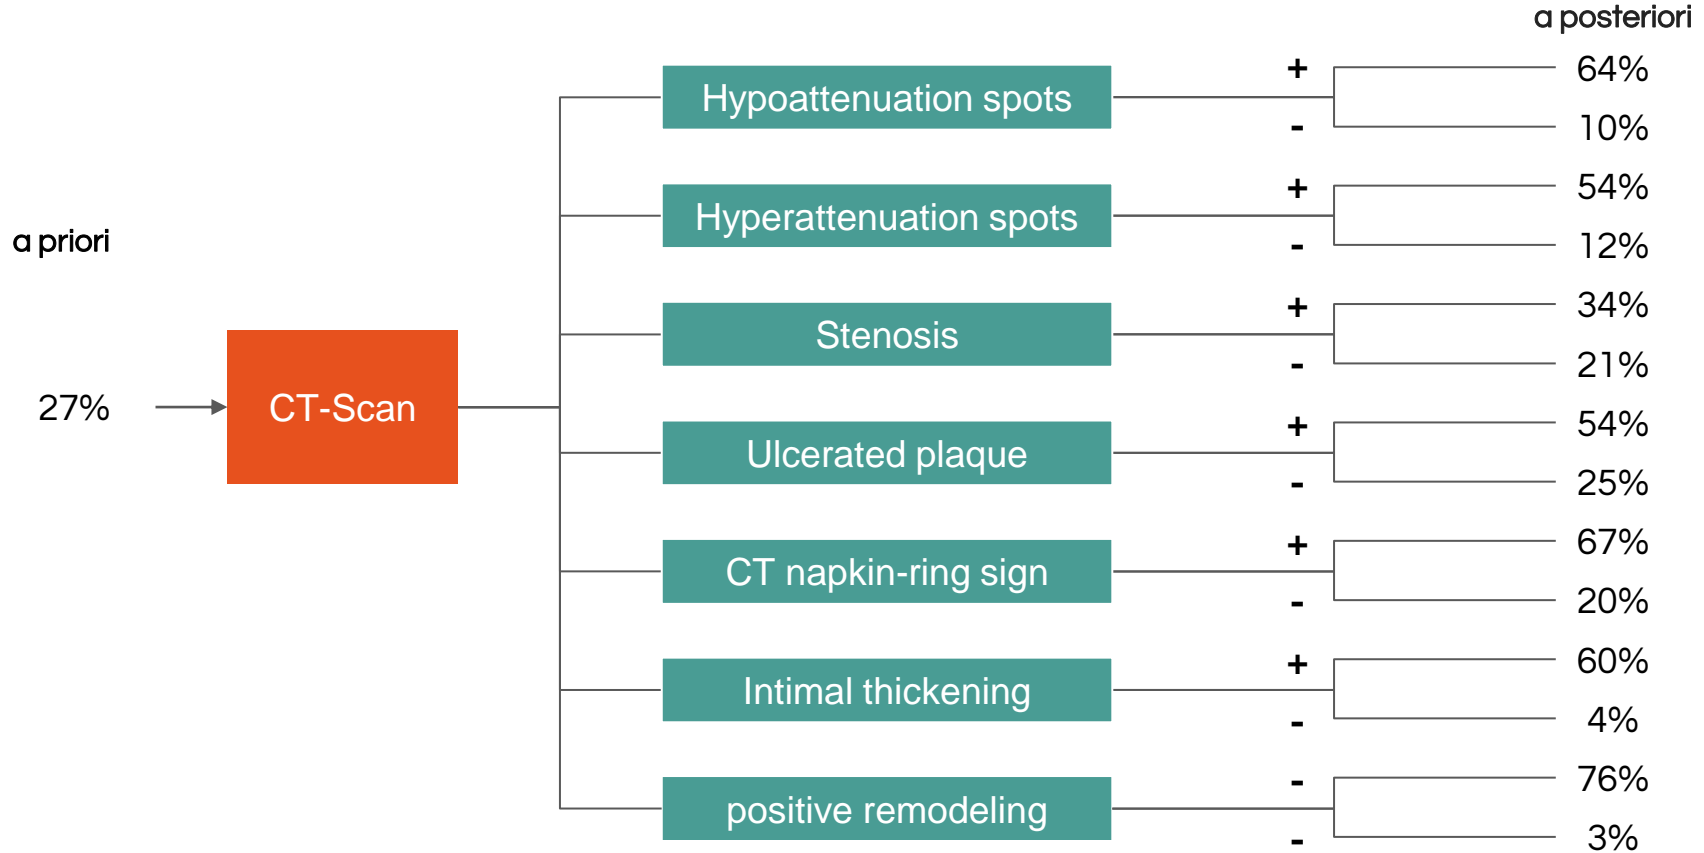 a posteriori
+ 64%
Hypoattenuation spots
- 10%
+ 54%
Hyperattenuation spots
- 12%
a priori
+ 34%
Stenosis
- 21%
27%
CT-Scan
+ 54%
Ulcerated plaque
- 25%
+ 67%
CT napkin-ring sign
- 20%
+ 60%
Intimal thickening
- 4%
- 76%
positive remodeling
- 3%